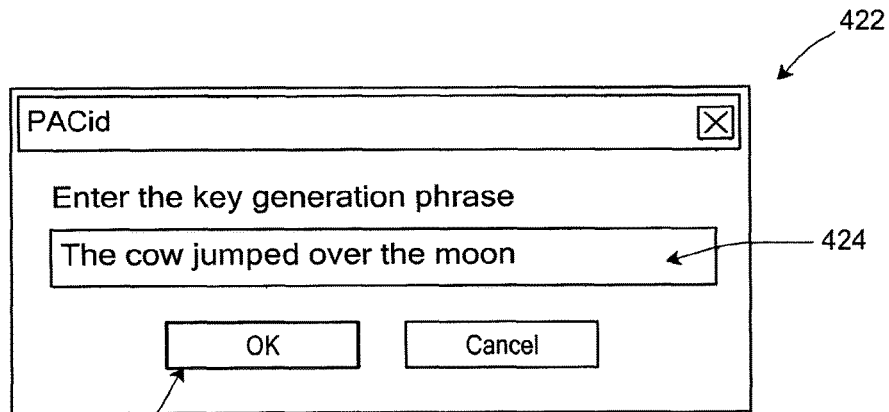 422
PACid
Enter the key generation phrase
The cow jumped over the moon
424
OK Cancel